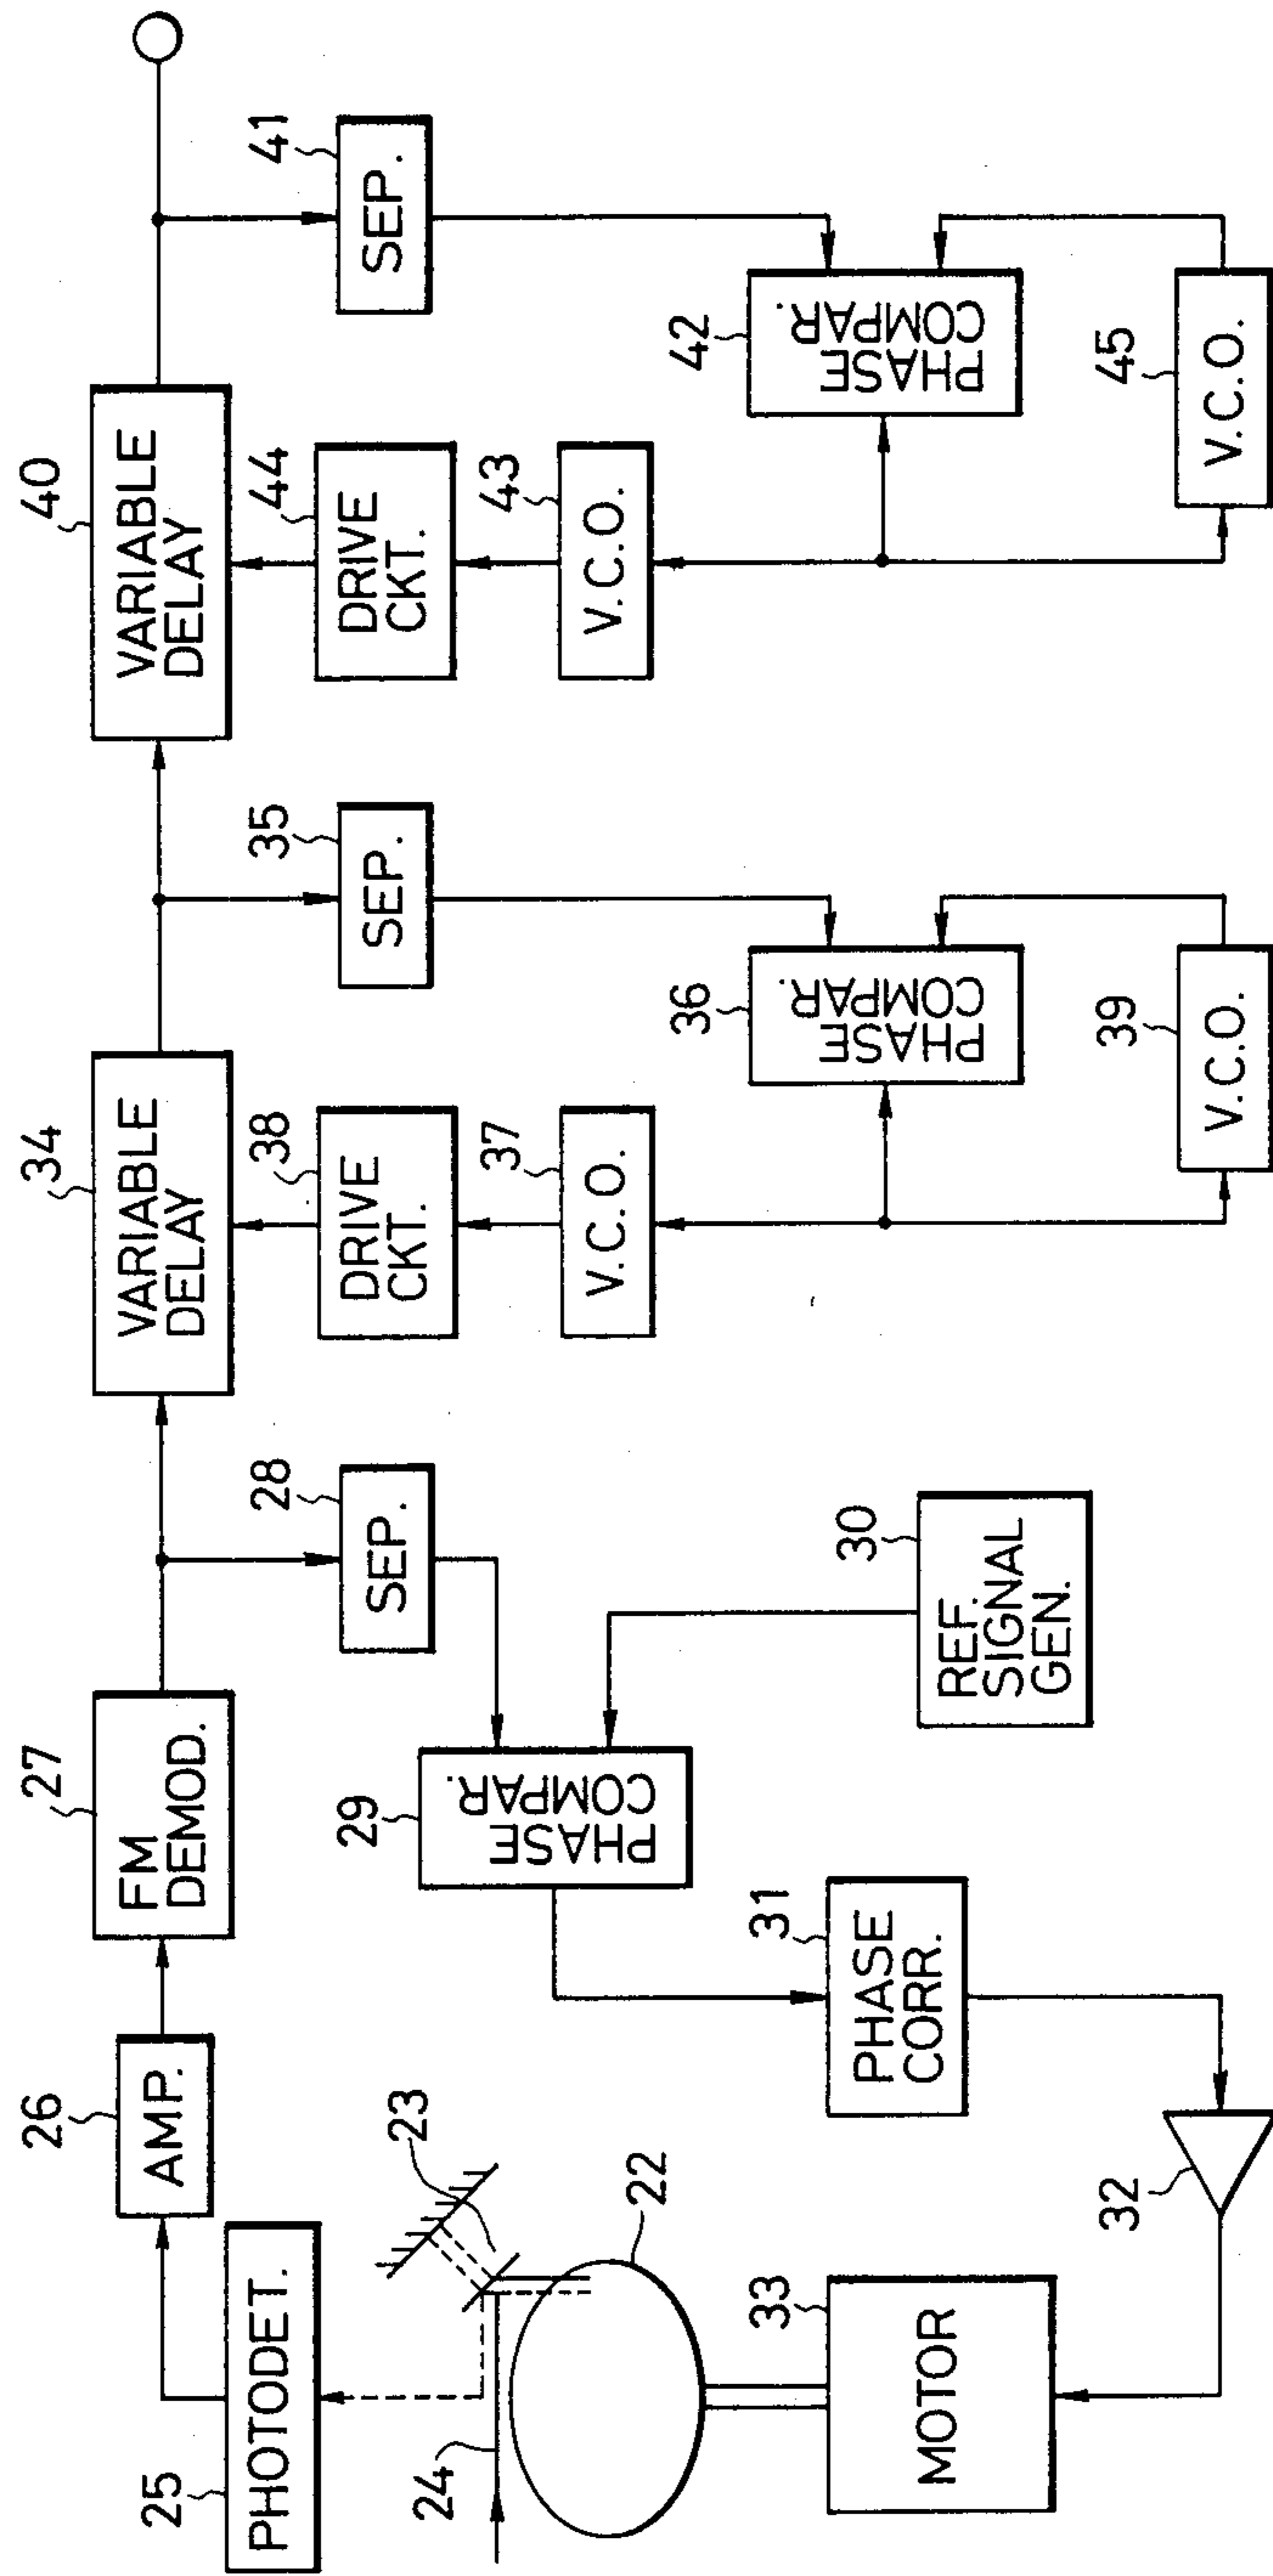 25
PHOTODET.
26
AMP.
27
FM
DEMOD.
34
VARIABLE
DELAY
40
VARIABLE
DELAY
24
23
22
28
SEP.
38
DRIVE
CKT.
35
SEP.
44
DRIVE
CKT.
41
SEP.
29
PHASE
COMPAR.
37
V.C.O.
43
V.C.O.
33
MOTOR
31
PHASE
CORR.
30
REF.
SIGNAL
GEN.
36
PHASE
COMPAR.
42
PHASE
COMPAR.
32
39
V.C.O.
45
V.C.O.